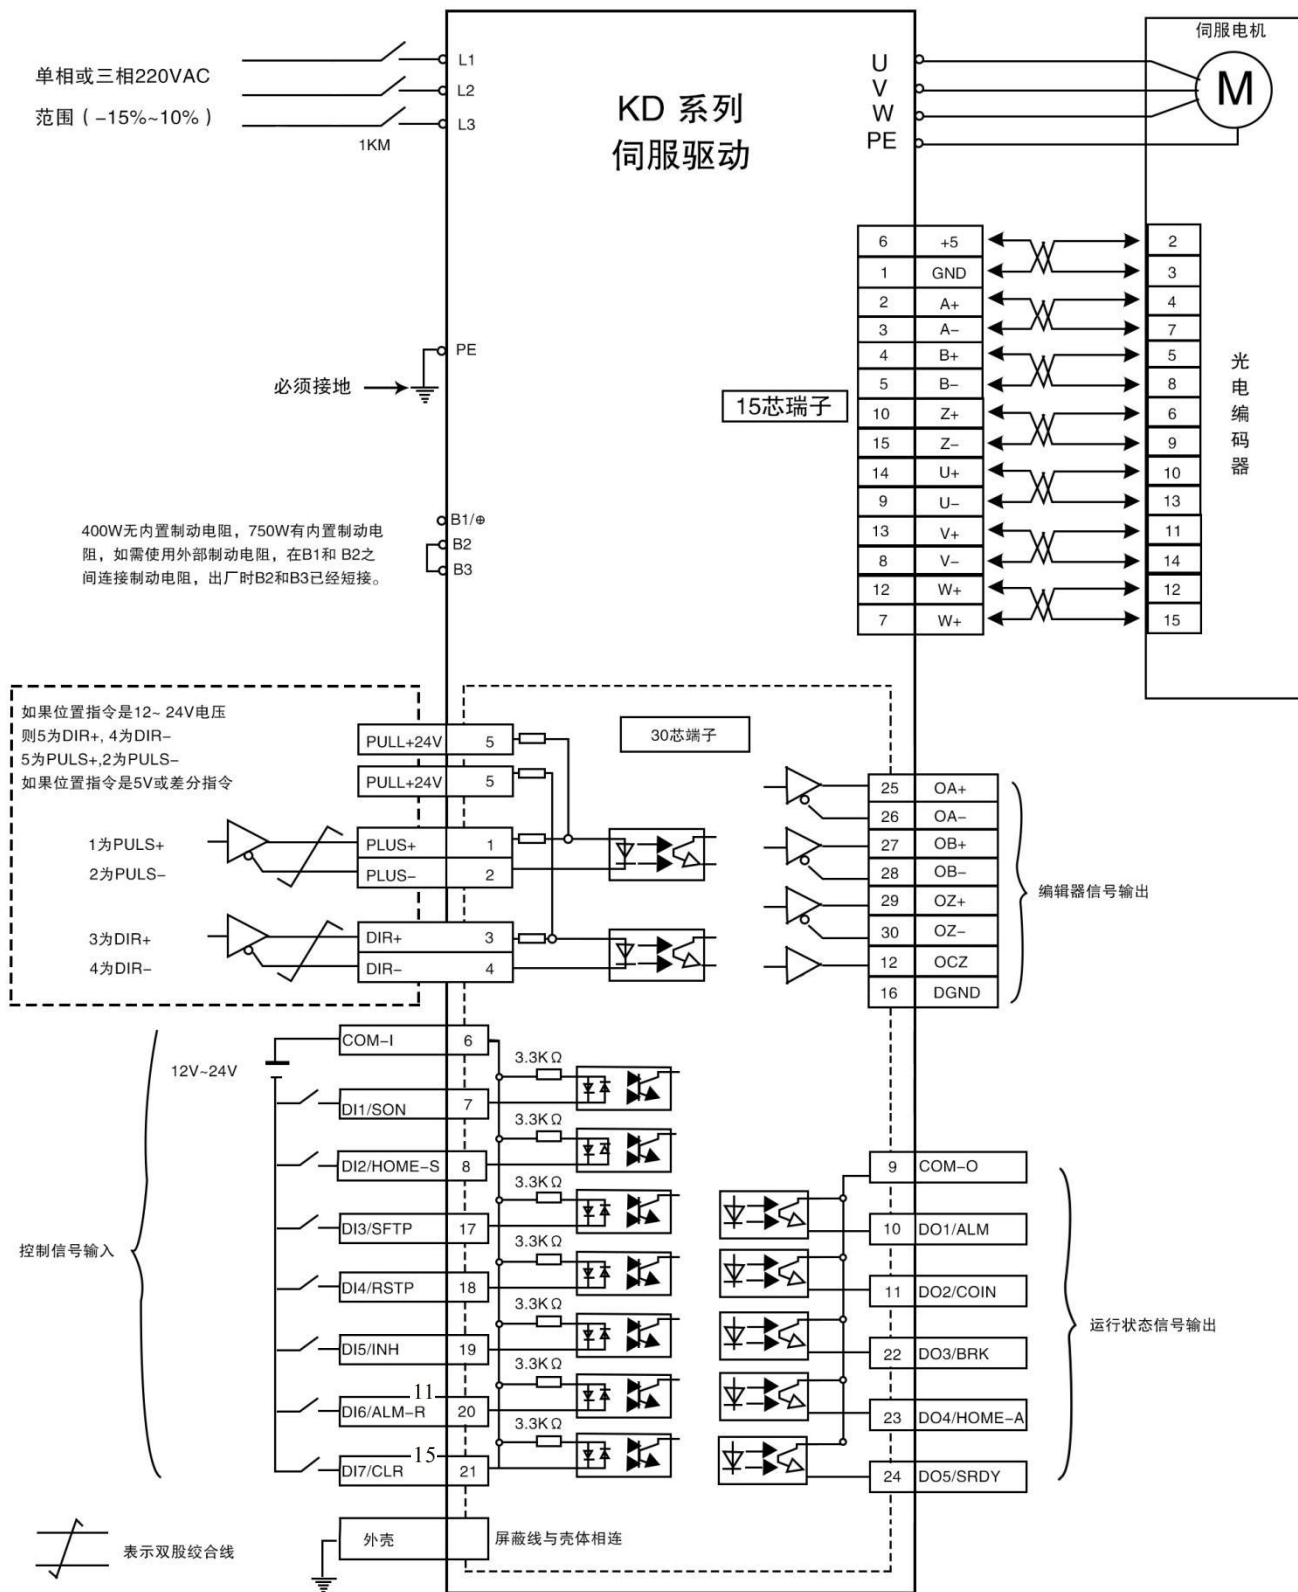 单相或三相220VAC
范围（-15%~10%）
L1
L2
L3
1KM
KD 系列
伺服驱动
U
V
W
PE
伺服电机
M
PE
必须接地
15芯瑞子
6 +5 2
1 GND 3
2 A+ 4
3 A- 7
4 B+ 5
5 B- 8
10 Z+ 6
15 Z- 9
14 U+ 10
9 U- 13
13 V+ 11
8 V- 14
12 W+ 12
7 W+ 15
光电编码器
400W无内置制动电阻，750W有内置制动电
阻，如需使用外部制动电阻，在B1和 B2之
间连接制动电阻，出厂时B2和B3已经短接。
B1/⊕
B2
B3
如果位置指令是12~ 24V电压
则5为DIR+, 4为DIR-
5为PULS+,2为PULS-
如果位置指令是5V或差分指令
1为PULS+
2为PULS-
3为DIR+
4为DIR-
PULL+24V 5
PULL+24V 5
PLUS+ 1
PLUS- 2
DIR+ 3
DIR- 4
30芯端子
25 OA+
26 OA-
27 OB+
28 OB-
29 OZ+
30 OZ-
12 OCZ
16 DGND
编辑器信号输出
控制信号输入
12V~24V
COM-I 6
3.3KΩ
DI1/SON 7
3.3KΩ
DI2/HOME-S 8
3.3KΩ
DI3/SFTP 17
3.3KΩ
DI4/RSTP 18
3.3KΩ
DI5/INH 19
3.3KΩ
11
DI6/ALM-R 20
3.3KΩ
15
DI7/CLR 21
9 COM-O
10 DO1/ALM
11 DO2/COIN
22 DO3/BRK
23 DO4/HOME-A
24 DO5/SRDY
运行状态信号输出
外壳
屏蔽线与壳体相连
表示双股绞合线